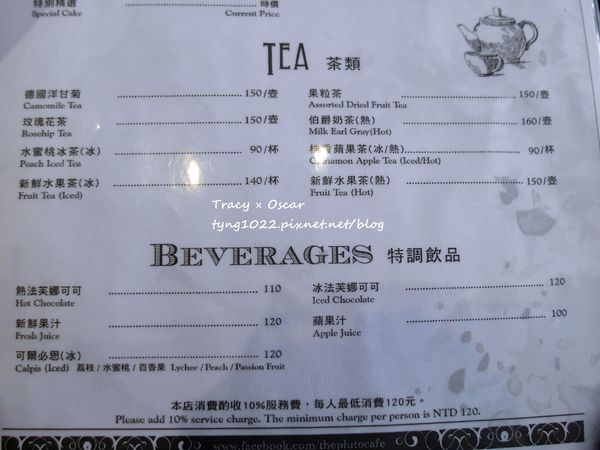 特別精選 .......... 時價
Special Cake Current Price
TEA 茶類
德國洋甘菊 .......... 150/壺
Camomile Tea
玫瑰花茶 .......... 150/壺
Rosehip Tea
水蜜桃冰茶(冰) .......... 90/杯
Peach Iced Tea
新鮮水果茶(冰) .......... 140/杯
Fruit Tea (Iced)
果粒茶 .......... 150/壺
Assorted Dried Fruit Tea
伯爵奶茶(熱) .......... 160/壺
Milk Earl Gray(Hot)
桂香蘋果茶(冰/熱) .......... 90/杯
Cinnamon Apple Tea (Iced/Hot)
新鮮水果茶(熱) .......... 150/壺
Fruit Tea (Hot)
Tracy × Oscar
tyng1022.pixnet.net/blog
BEVERAGES 特調飲品
熱法芙娜可可 .......... 110
Hot Chocolate
新鮮果汁 .......... 120
Fresh Juice
可爾必思(冰) .......... 120
Calpis (Iced) 荔枝 / 水蜜桃 / 百香果 Lychee / Peach / Passion Fruit
冰法芙娜可可 .......... 120
Iced Chocolate
蘋果汁 .......... 100
Apple Juice
本店消費酌收10%服務費，每人最低消費120元。
Please add 10% service charge. The minimum charge per person is NTD 120.
www.facebook.com/theplutocafe